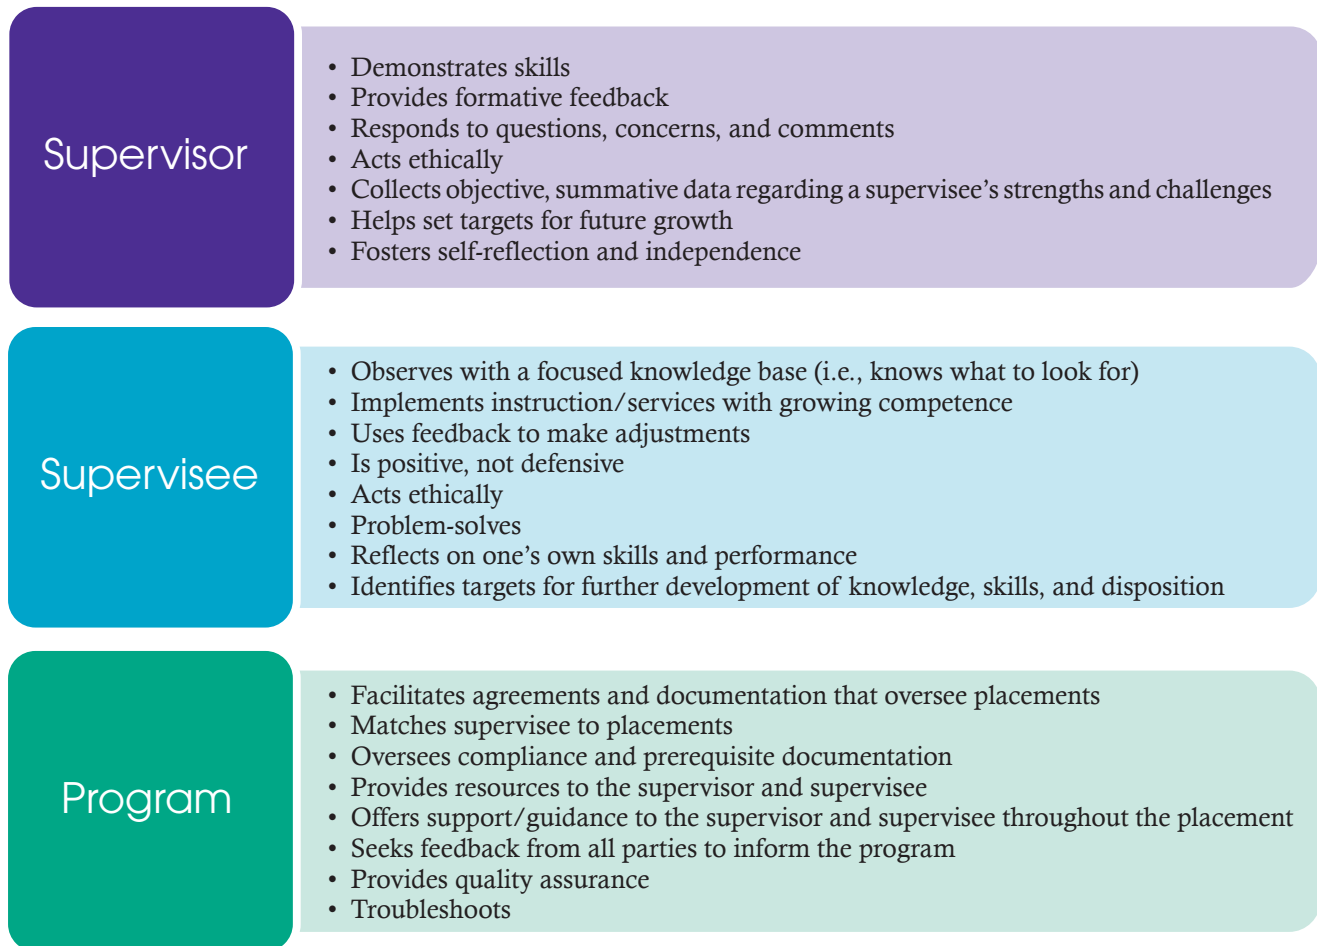 Supervisor
• Demonstrates skills
• Provides formative feedback
• Responds to questions, concerns, and comments
• Acts ethically
• Collects objective, summative data regarding a supervisee’s strengths and challenges
• Helps set targets for future growth
• Fosters self-reflection and independence
Supervisee
• Observes with a focused knowledge base (i.e., knows what to look for)
• Implements instruction/services with growing competence
• Uses feedback to make adjustments
• Is positive, not defensive
• Acts ethically
• Problem-solves
• Reflects on one’s own skills and performance
• Identifies targets for further development of knowledge, skills, and disposition
Program
• Facilitates agreements and documentation that oversee placements
• Matches supervisee to placements
• Oversees compliance and prerequisite documentation
• Provides resources to the supervisor and supervisee
• Offers support/guidance to the supervisor and supervisee throughout the placement
• Seeks feedback from all parties to inform the program
• Provides quality assurance
• Troubleshoots